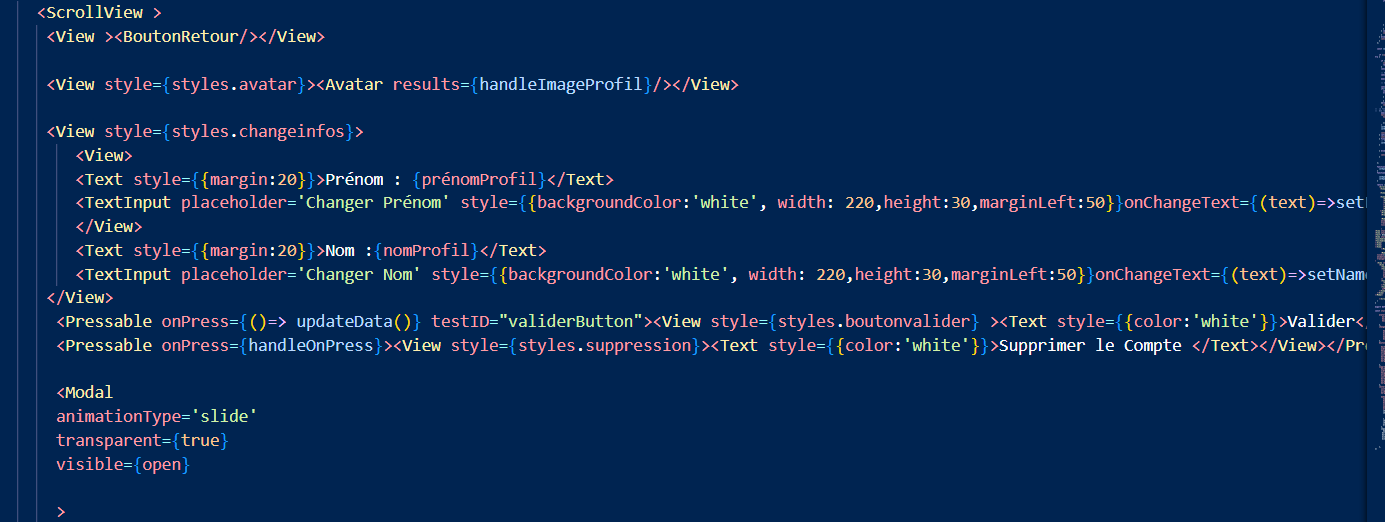 <ScrollView >
<View ><BoutonRetour/></View>
<View style={styles.avatar}><Avatar results={handleImageProfil}/></View>
<View style={styles.changeinfos}>
<View>
<Text style={{margin:20}}>Prénom : {prénomProfil}</Text>
<TextInput placeholder='Changer Prénom' style={{backgroundColor:'white', width: 220,height:30,marginLeft:50}}onChangeText={(text)=>set
</View>
<Text style={{margin:20}}>Nom :{nomProfil}</Text>
<TextInput placeholder='Changer Nom' style={{backgroundColor:'white', width: 220,height:30,marginLeft:50}}onChangeText={(text)=>setName
</View>
<Pressable onPress={()=> updateData()} testID="validerButton"><View style={styles.boutonvalider} ><Text style={{color:'white'}}>Valider</
<Pressable onPress={handleOnPress}><View style={styles.suppression}><Text style={{color:'white'}}>Supprimer le Compte </Text></View></Pr
<Modal
animationType='slide'
transparent={true}
visible={open}
>